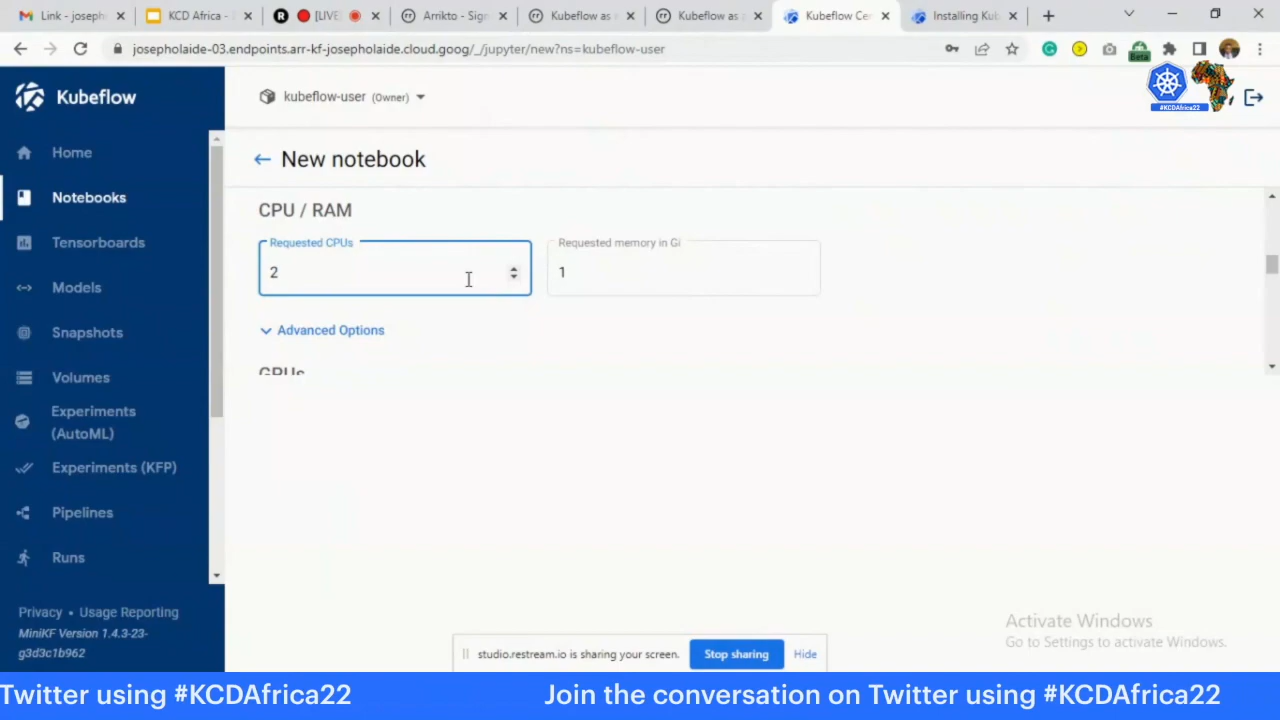 Link - joseph
KCD Africa -
[LIVE]
Arrikto - Sig
Kubeflow as
Kubeflow as
Kubeflow Cen
Installing Kub
josepholaide-03.endpoints.arr-kf-josepholaide.cloud.goog/_/jupyter/new?ns=kubeflow-user
Beta
Kubeflow
kubeflow-user (Owner)
#KCDAfrica22
New notebook
Home
Notebooks
Tensorboards
Models
Snapshots
Volumes
Experiments
(AutoML)
Experiments (KFP)
Pipelines
Runs
Privacy • Usage Reporting
MiniKF Version 1.4.3-23-
g3d3c1b962
CPU / RAM
Requested CPUs
2
Requested memory in Gi
1
Advanced Options
GPUs
Activate Windows
Go to Settings to activate Windows.
studio.restream.io is sharing your screen.
Stop sharing
Hide
Twitter using #KCDAfrica22 Join the conversation on Twitter using #KCDAfrica22